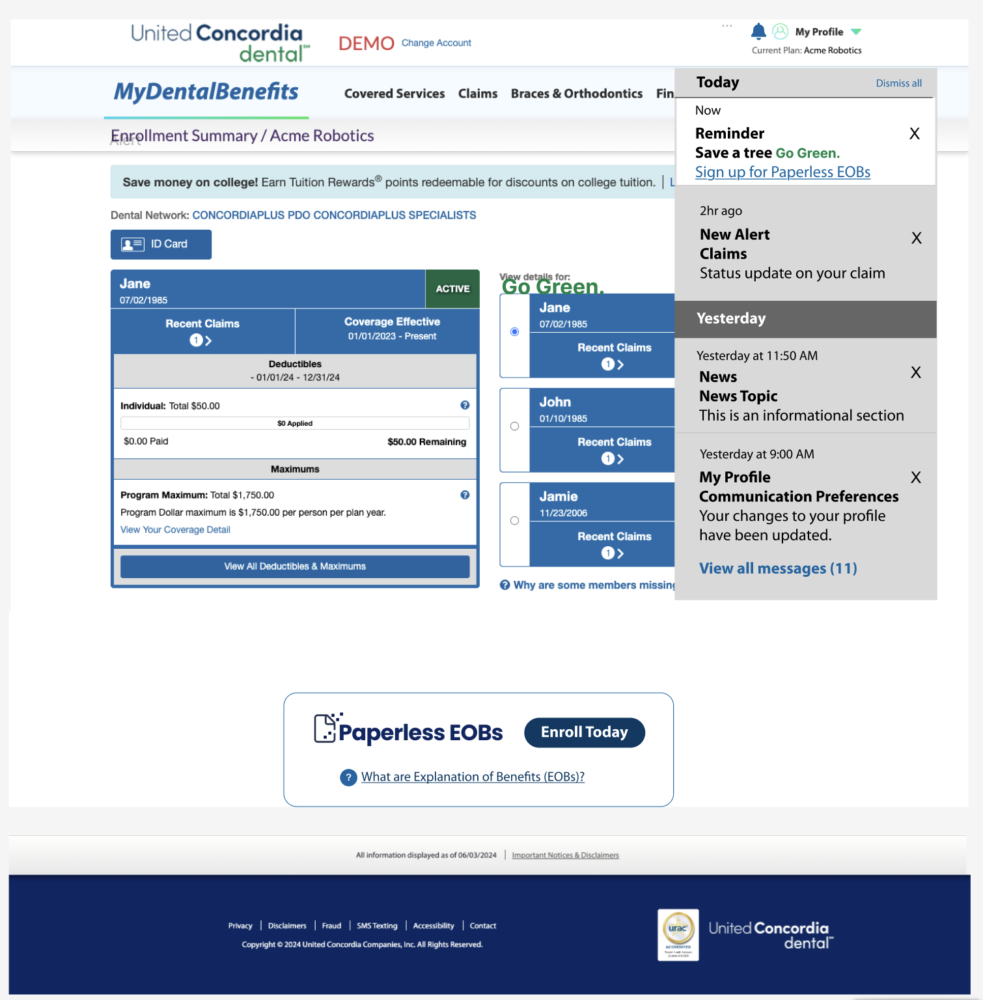 United Concordia
dental℠
DEMO Change Account
...
My Profile
Current Plan: Acme Robotics
MyDentalBenefits
Covered Services Claims Braces & Orthodontics Fin
Enrollment Summary / Acme Robotics
Alert
Save money on college! Earn Tuition Rewards® points redeemable for discounts on college tuition. | L
Dental Network: CONCORDIAPLUS PDO CONCORDIAPLUS SPECIALISTS
ID Card
Jane
07/02/1985
ACTIVE
Recent Claims
1
Coverage Effective
01/01/2023 - Present
Deductibles
- 01/01/24 - 12/31/24
Individual: Total $50.00
?
$0 Applied
$0.00 Paid
$50.00 Remaining
Maximums
Program Maximum: Total $1,750.00
?
Program Dollar maximum is $1,750.00 per person per plan year.
View Your Coverage Detail
View All Deductibles & Maximums
View details for:
Go Green.
Jane
07/02/1985
Recent Claims
1
John
01/10/1985
Recent Claims
1
Jamie
11/23/2006
Recent Claims
1
? Why are some members missing
Today
Dismiss all
Now
Reminder
X
Save a tree Go Green.
Sign up for Paperless EOBs
2hr ago
New Alert
X
Claims
Status update on your claim
Yesterday
Yesterday at 11:50 AM
News
X
News Topic
This is an informational section
Yesterday at 9:00 AM
My Profile
X
Communication Preferences
Your changes to your profile
have been updated.
View all messages (11)
Paperless EOBs
Enroll Today
? What are Explanation of Benefits (EOBs)?
All information displayed as of 06/03/2024 | Important Notices & Disclaimers
Privacy | Disclaimers | Fraud | SMS Texting | Accessibility | Contact
Copyright © 2024 United Concordia Companies, Inc. All Rights Reserved.
urac
ACCREDITED
United Concordia
dental℠